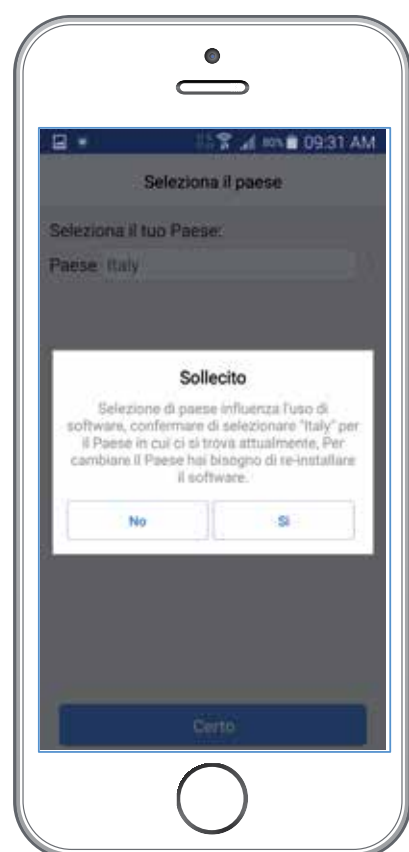 80% 09:31 AM
Seleziona il paese
Seleziona il tuo Paese:
Paese Italy
Sollecito
Selezione di paese influenza l'uso di
software, confermare di selezionare "Italy" per
il Paese in cui ci si trova attualmente, Per
cambiare il Paese hai bisogno di re-installare
il software.
No Si
Certo